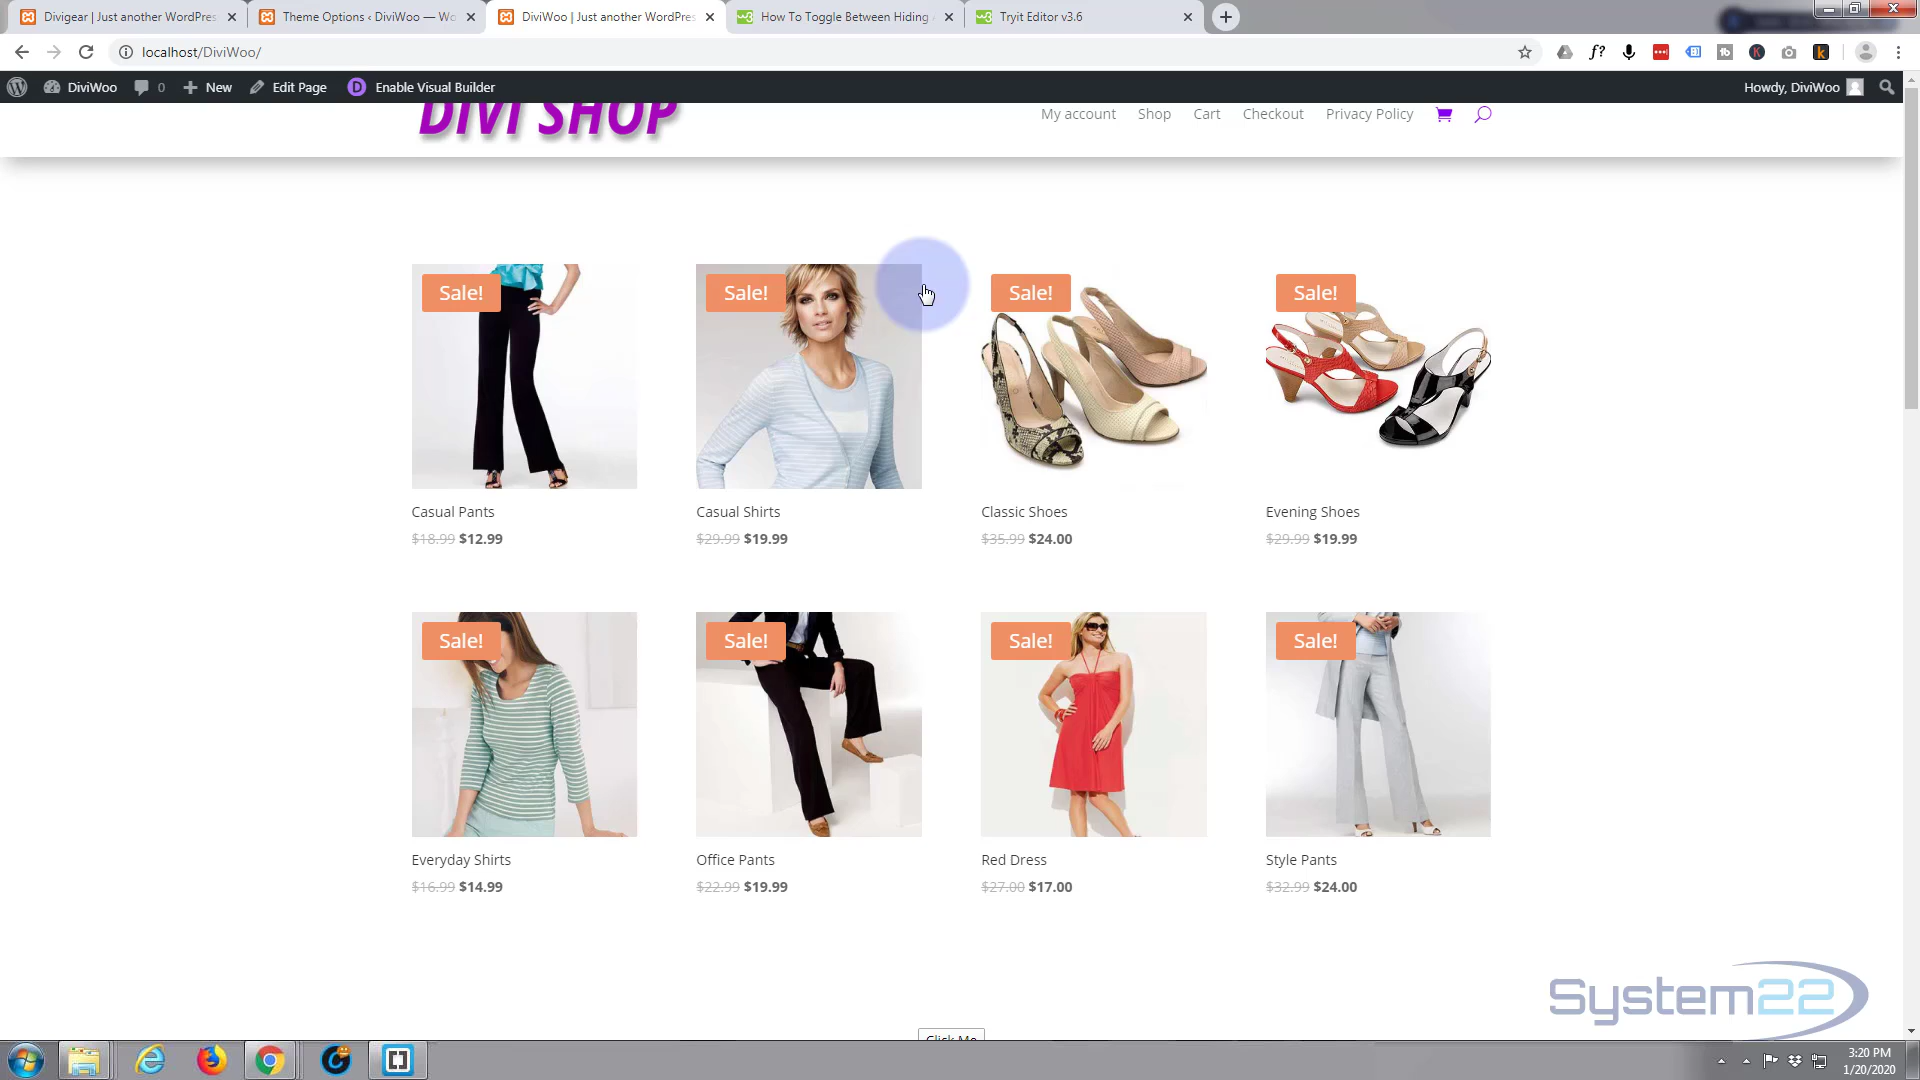 Divigear | Just another WordPres
Theme Options ‹ DiviWoo — Wo
DiviWoo | Just another WordPres
How To Toggle Between Hiding
Tryit Editor v3.6
localhost/DiviWoo/
DiviWoo
0
New
Edit Page
Enable Visual Builder
Howdy, DiviWoo
DIVI SHOP
My account
Shop
Cart
Checkout
Privacy Policy
Sale!
Sale!
Sale!
Sale!
Casual Pants
Casual Shirts
Classic Shoes
Evening Shoes
$18.99 $12.99
$29.99 $19.99
$35.99 $24.00
$29.99 $19.99
Sale!
Sale!
Sale!
Sale!
Everyday Shirts
Office Pants
Red Dress
Style Pants
$16.99 $14.99
$22.99 $19.99
$27.00 $17.00
$32.99 $24.00
System22
Click Me
3:20 PM
1/20/2020